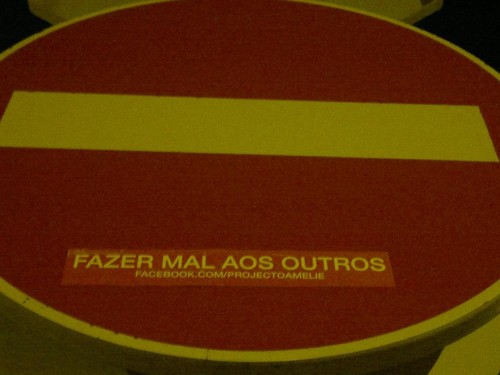 FAZER MAL AOS OUTROS
FACEBOOK.COM/PROJECTOAMELIE